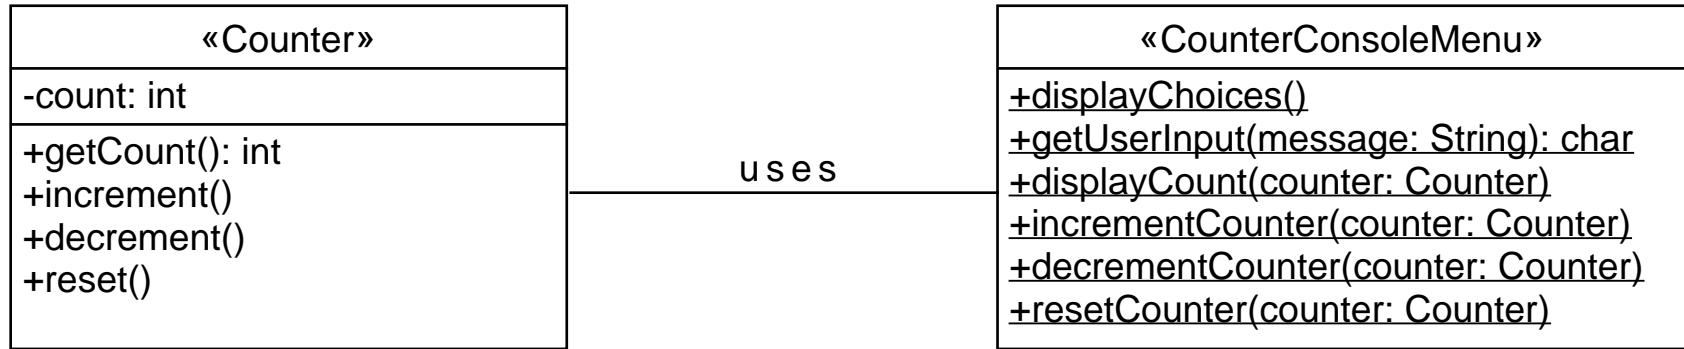 «Counter»
-count: int
+getCount(): int
+increment()
+decrement()
+reset()
uses
«CounterConsoleMenu»
+displayChoices()
+getUserInput(message: String): char
+displayCount(counter: Counter)
+incrementCounter(counter: Counter)
+decrementCounter(counter: Counter)
+resetCounter(counter: Counter)